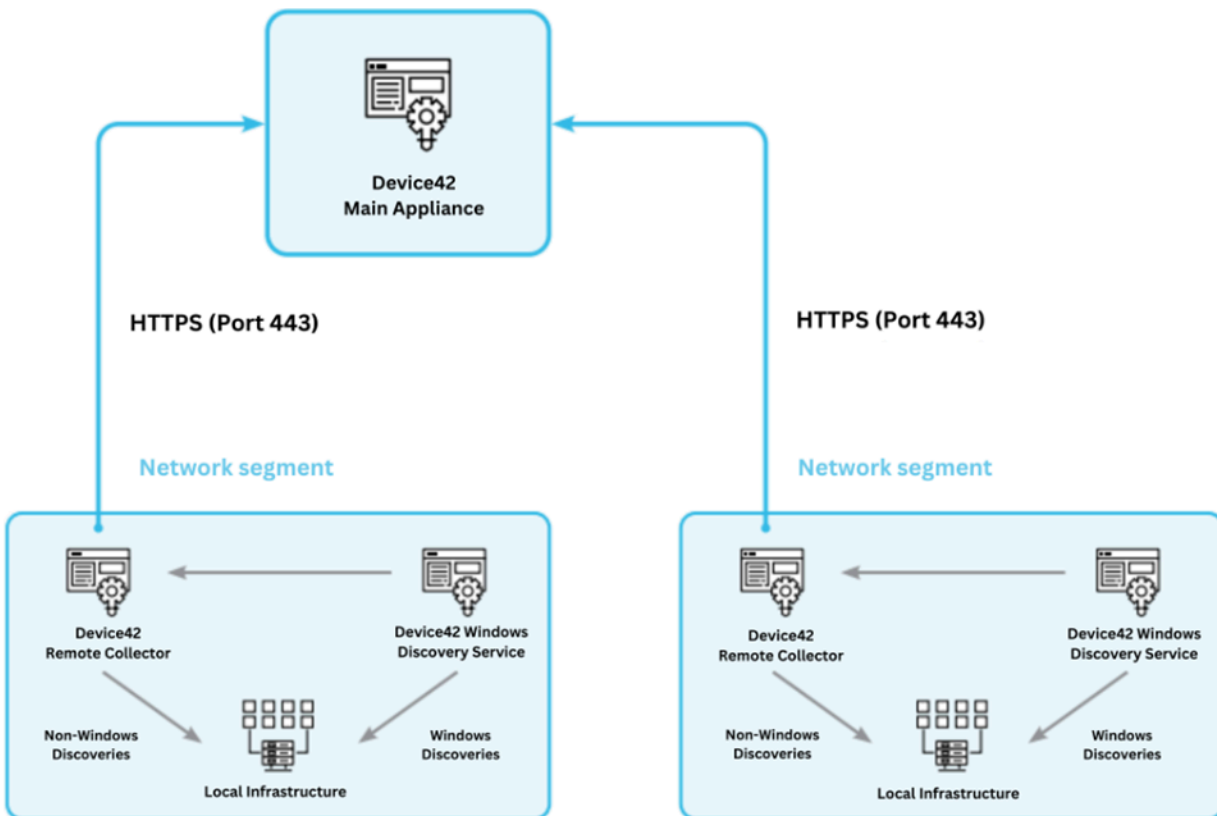 Device42
Main Appliance
HTTPS (Port 443)
HTTPS (Port 443)
Network segment
Network segment
Device42
Remote Collector
Device42 Windows
Discovery Service
Non-Windows
Discoveries
Windows
Discoveries
Local Infrastructure
Device42
Remote Collector
Device42 Windows
Discovery Service
Non-Windows
Discoveries
Windows
Discoveries
Local Infrastructure